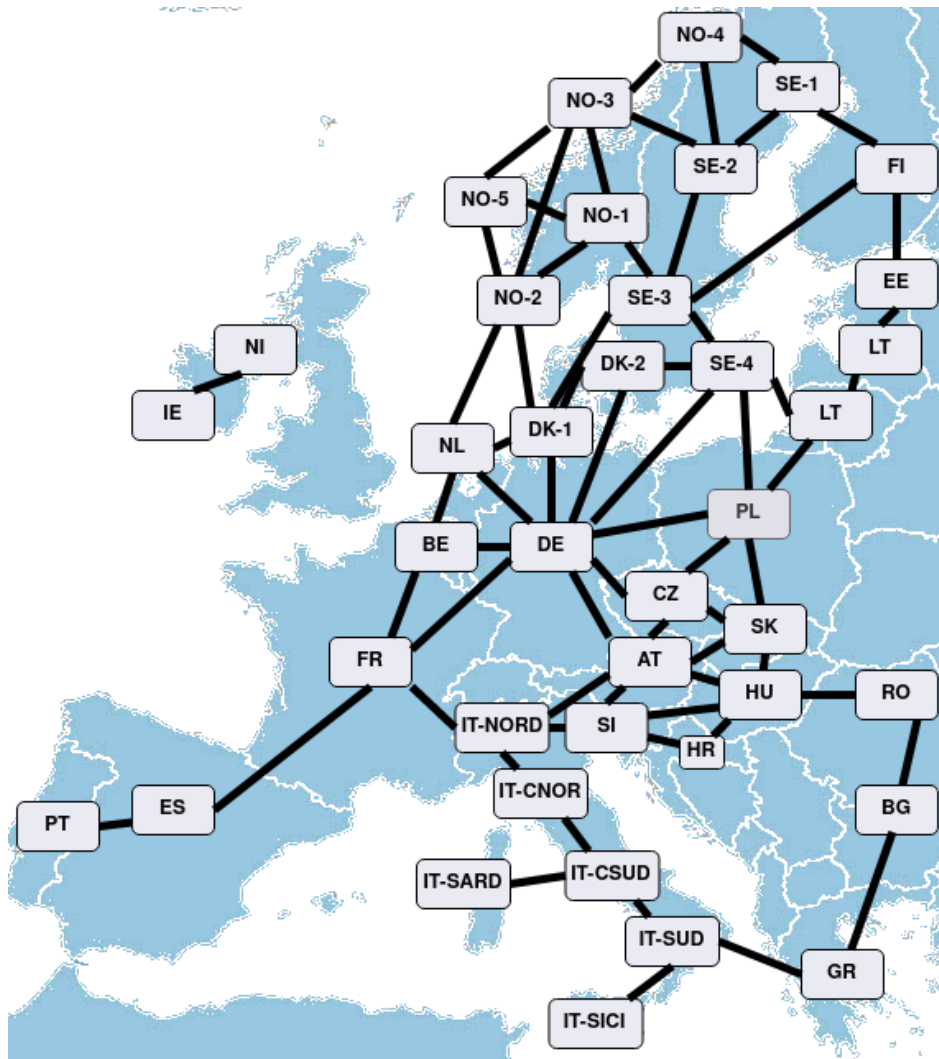 NO-4
SE-1
NO-3
SE-2
FI
NO-5
NO-1
EE
NO-2
SE-3
NI
LT
DK-2
SE-4
IE
LT
DK-1
NL
PL
BE
DE
CZ
SK
FR
AT
HU
RO
IT-NORD
SI
HR
IT-CNOR
ES
BG
PT
IT-SARD
IT-CSUD
IT-SUD
GR
IT-SICI